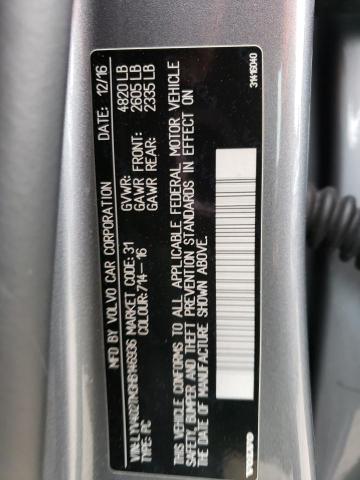 MFD BY VOLVO CAR CORPORATION DATE: 12/16
GVWR: 4820 LB
GAWR FRONT: 2605 LB
GAWR REAR: 2335 LB
MARKET CODE: 31
TYPE: PC COLOUR: 714-16
THIS VEHICLE CONFORMS TO ALL APPLICABLE FEDERAL MOTOR VEHICLE
SAFETY, BUMPER AND THEFT PREVENTION STANDARDS IN EFFECT ON
THE DATE OF MANUFACTURE SHOWN ABOVE.
VOLVO 31416040